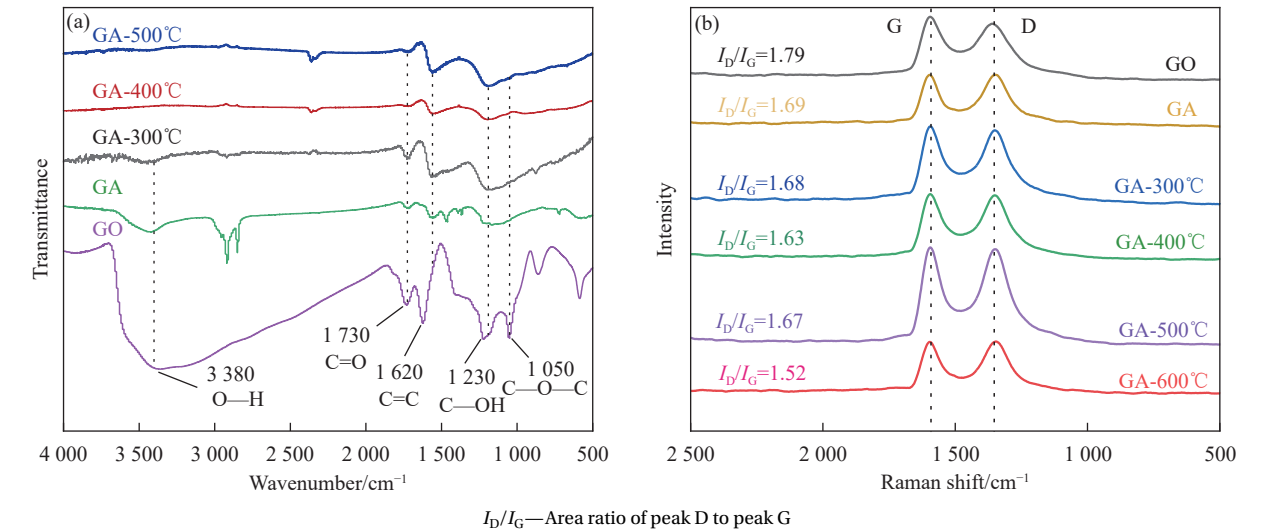 (a)
GA-500℃
GA-400℃
GA-300℃
GA
GO
1 730
C=O
1 620
C=C
1 230
C—OH
1 050
C—O—C
3 380
O—H
Transmittance
4 000 3 500 3 000 2 500 2 000 1 500 1 000 500
Wavenumber/cm⁻¹
(b)
G D
I_D/I_G=1.79 GO
I_D/I_G=1.69 GA
I_D/I_G=1.68 GA-300℃
I_D/I_G=1.63 GA-400℃
I_D/I_G=1.67 GA-500℃
I_D/I_G=1.52 GA-600℃
Intensity
2 500 2 000 1 500 1 000 500
Raman shift/cm⁻¹
I_D/I_G—Area ratio of peak D to peak G